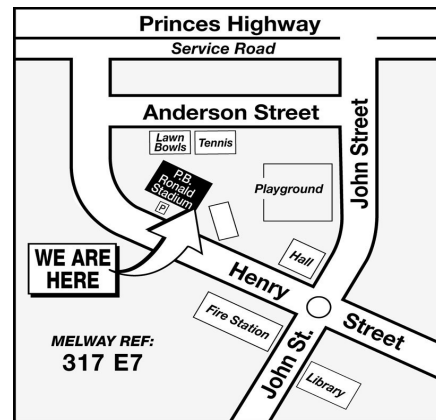 Princes Highway
Service Road
Anderson Street
Lawn
Bowls
Tennis
P.B.
Ronald
Stadium
P
Playground
John Street
WE ARE
HERE
Hall
Henry
Street
Fire Station
MELWAY REF:
317 E7
John St.
Library